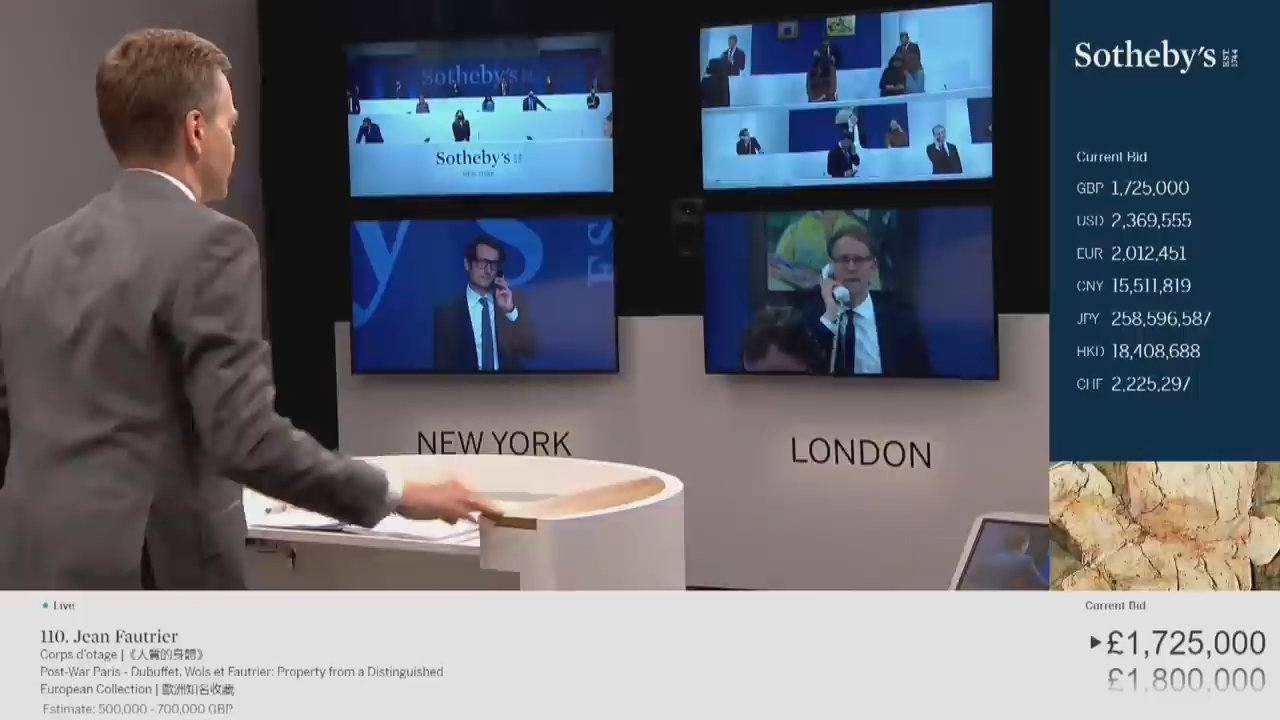 Sotheby's EST. 1744
Sotheby's
Sotheby's
NEW YORK
y's
NEW YORK
LONDON
Current Bid
GBP 1,725,000
USD 2,369,555
EUR 2,012,451
CNY 15,511,819
JPY 258,596,587
HKD 18,408,688
CHF 2,225,297
Live
110. Jean Fautrier
Corps d'otage | 《人質的身體》
Post-War Paris - Dubuffet, Wols et Fautrier: Property from a Distinguished
European Collection | 歐洲知名收藏
Estimate: 500,000 - 700,000 GBP
Current Bid
£1,725,000
£1,800,000